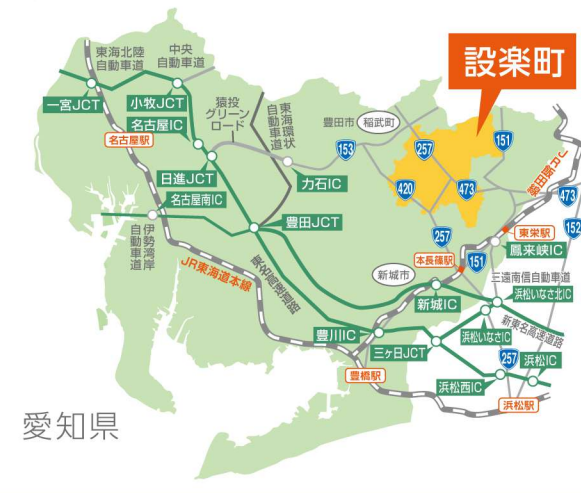 設楽町
東海北陸
自動車道
中央
自動車道
一宮JCT
小牧JCT
猿投
グリーン
ロード
東海環状
自動車道
豊田市
稲武町
名古屋IC
名古屋駅
153
257
151
JR飯田線
日進JCT
力石IC
420
473
473
名古屋南IC
伊勢湾岸
自動車道
豊田JCT
257
東栄駅
152
鳳来峡IC
本長篠駅
151
JR東海道本線
東名高速道路
新城市
三遠南信自動車道
新城IC
浜松いなさ北IC
豊川IC
浜松いなさIC
新東名高速道路
三ヶ日JCT
257
浜松IC
豊橋駅
浜松西IC
浜松駅
愛知県